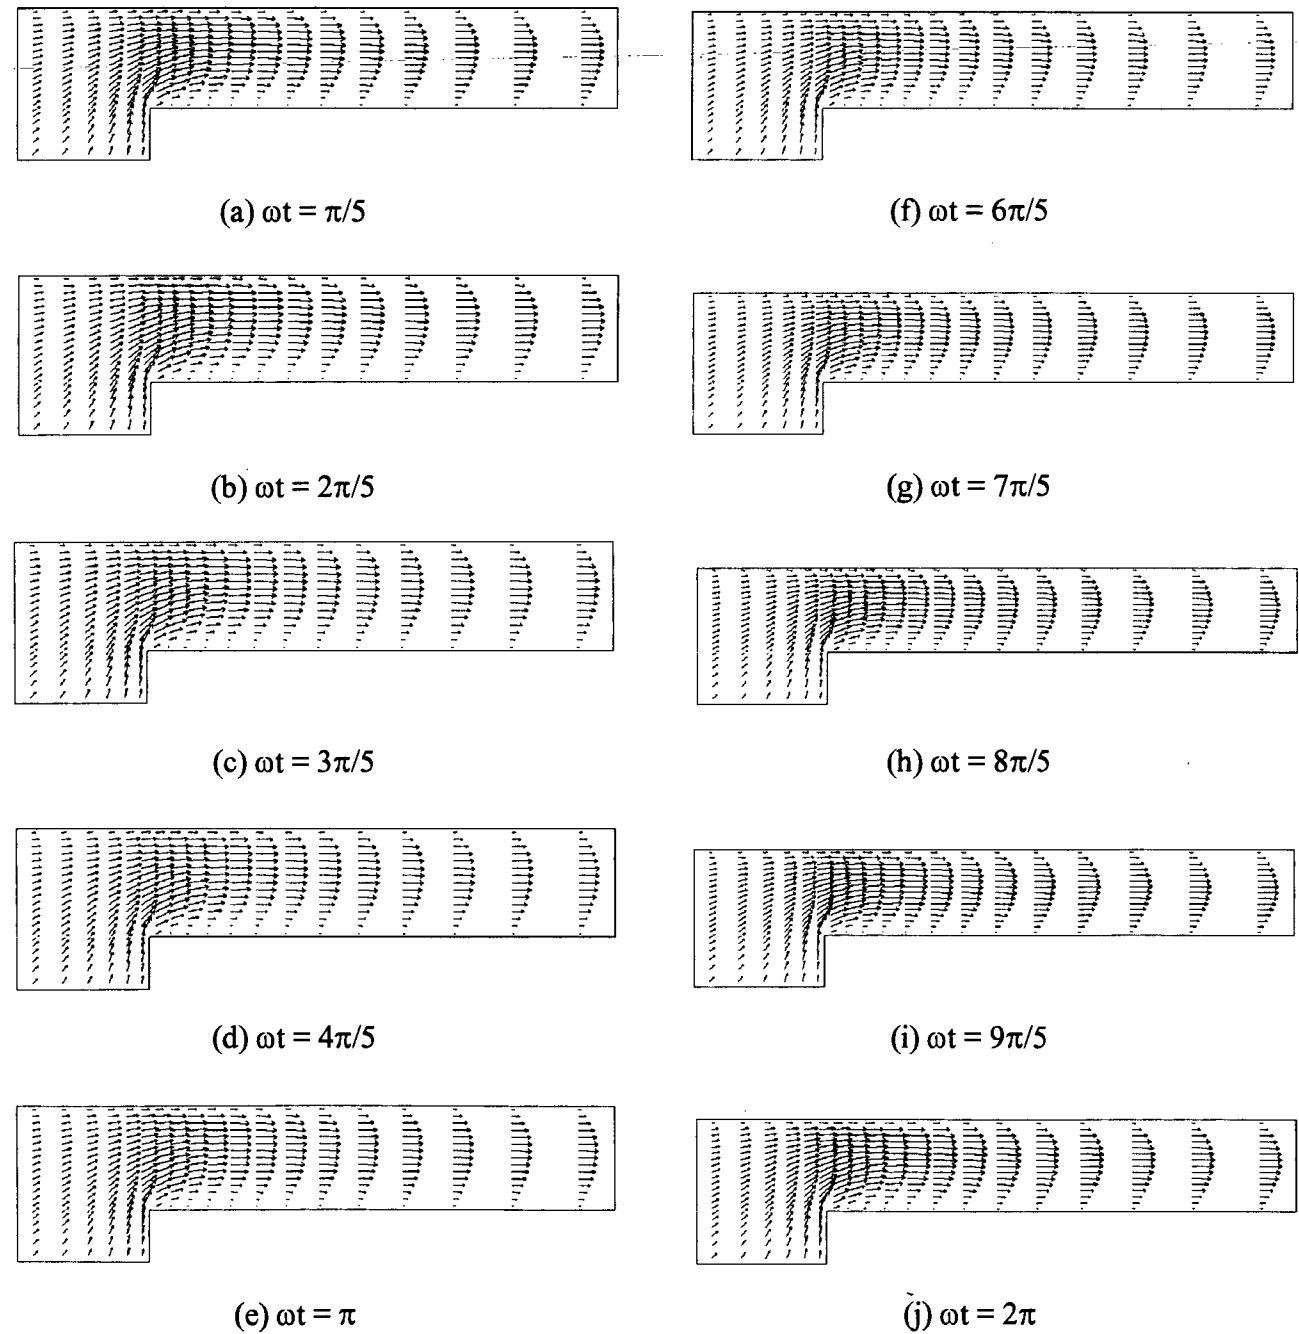 (a) ωt = π/5
(f) ωt = 6π/5
(b) ωt = 2π/5
(g) ωt = 7π/5
(c) ωt = 3π/5
(h) ωt = 8π/5
(d) ωt = 4π/5
(i) ωt = 9π/5
(e) ωt = π
(j) ωt = 2π